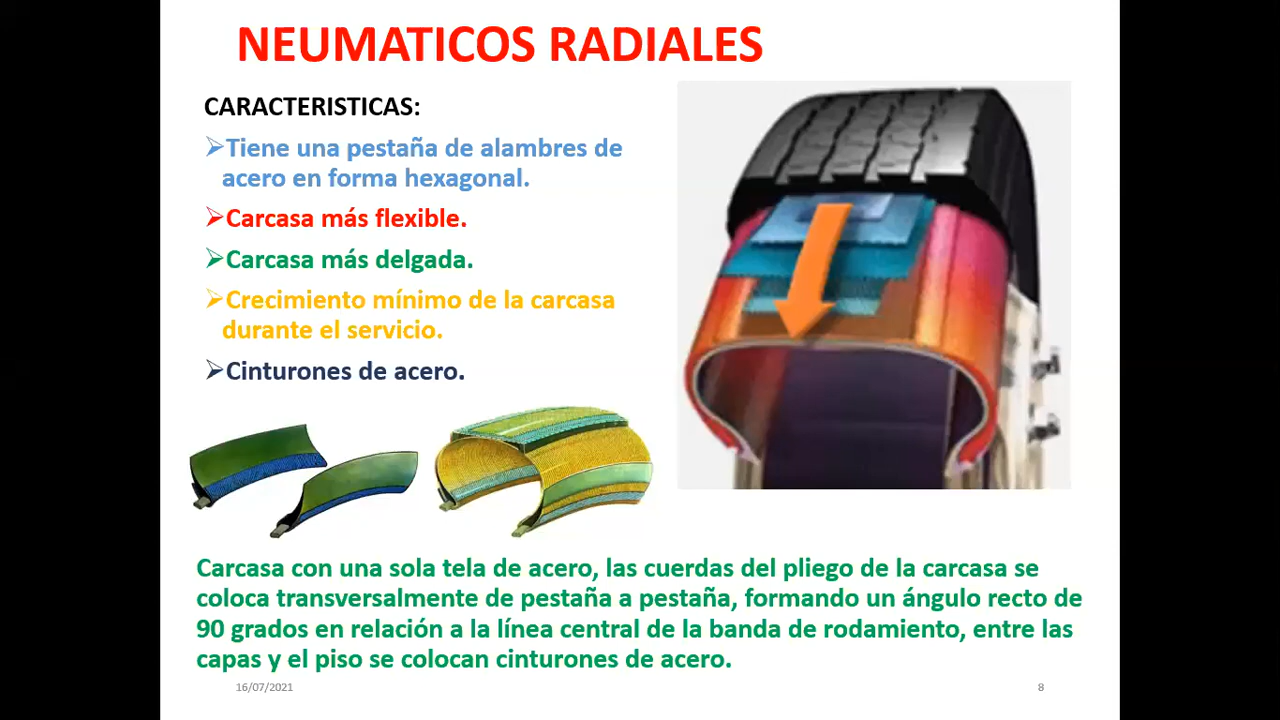 NEUMATICOS RADIALES
CARACTERISTICAS:
➢Tiene una pestaña de alambres de
acero en forma hexagonal.
➢Carcasa más flexible.
➢Carcasa más delgada.
➢Crecimiento mínimo de la carcasa
durante el servicio.
➢Cinturones de acero.
Carcasa con una sola tela de acero, las cuerdas del pliego de la carcasa se
coloca transversalmente de pestaña a pestaña, formando un ángulo recto de
90 grados en relación a la línea central de la banda de rodamiento, entre las
capas y el piso se colocan cinturones de acero.
16/07/2021
8